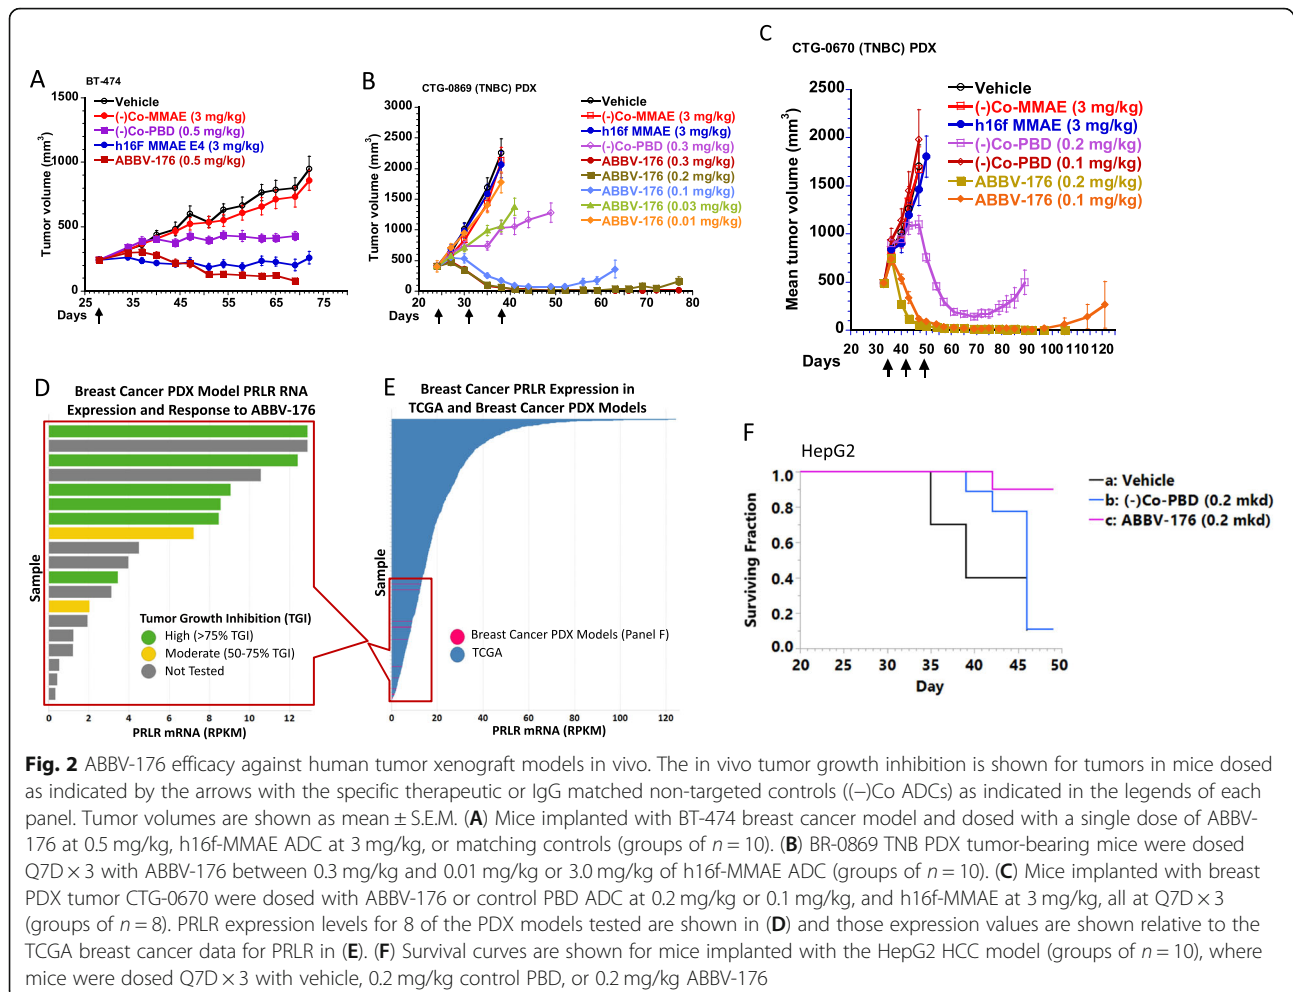 A
BT-474
1500
1000
500
0
Tumor volume (mm³)
Vehicle
(-)Co-MMAE (3 mg/kg)
(-)Co-PBD (0.5 mg/kg)
h16F MMAE E4 (3 mg/kg)
ABBV-176 (0.5 mg/kg)
25 35 45 55 65 75
Days
B
CTG-0869 (TNBC) PDX
3000
2500
2000
1500
1000
500
0
Tumor volume (mm³)
Vehicle
(-)Co-MMAE (3 mg/kg)
h16f MMAE (3 mg/kg)
(-)Co-PBD (0.3 mg/kg)
ABBV-176 (0.3 mg/kg)
ABBV-176 (0.2 mg/kg)
ABBV-176 (0.1 mg/kg)
ABBV-176 (0.03 mg/kg)
ABBV-176 (0.01 mg/kg)
20 30 40 50 60 70 80
Days
C
CTG-0670 (TNBC) PDX
2500
2000
1500
1000
500
0
Mean tumor volume (mm³)
Vehicle
(-)Co-MMAE (3 mg/kg)
h16f MMAE (3 mg/kg)
(-)Co-PBD (0.2 mg/kg)
(-)Co-PBD (0.1 mg/kg)
ABBV-176 (0.2 mg/kg)
ABBV-176 (0.1 mg/kg)
20 30 40 50 60 70 80 90 100 110 120
Days
D
Breast Cancer PDX Model PRLR RNA
Expression and Response to ABBV-176
Sample
Tumor Growth Inhibition (TGI)
High (>75% TGI)
Moderate (50-75% TGI)
Not Tested
0 2 4 6 8 10 12
PRLR mRNA (RPKM)
E
Breast Cancer PRLR Expression in
TCGA and Breast Cancer PDX Models
Sample
Breast Cancer PDX Models (Panel F)
TCGA
0 20 40 60 80 100 120
PRLR mRNA (RPKM)
F
HepG2
1.0
0.8
0.6
0.4
0.2
0.0
Surviving Fraction
20 25 30 35 40 45 50
Day
a: Vehicle
b: (-)Co-PBD (0.2 mkd)
c: ABBV-176 (0.2 mkd)
Fig. 2 ABBV-176 efficacy against human tumor xenograft models in vivo. The in vivo tumor growth inhibition is shown for tumors in mice dosed
as indicated by the arrows with the specific therapeutic or IgG matched non-targeted controls ((−)Co ADCs) as indicated in the legends of each
panel. Tumor volumes are shown as mean ± S.E.M. (A) Mice implanted with BT-474 breast cancer model and dosed with a single dose of ABBV-
176 at 0.5 mg/kg, h16f-MMAE ADC at 3 mg/kg, or matching controls (groups of n = 10). (B) BR-0869 TNB PDX tumor-bearing mice were dosed
Q7D × 3 with ABBV-176 between 0.3 mg/kg and 0.01 mg/kg or 3.0 mg/kg of h16f-MMAE ADC (groups of n = 10). (C) Mice implanted with breast
PDX tumor CTG-0670 were dosed with ABBV-176 or control PBD ADC at 0.2 mg/kg or 0.1 mg/kg, and h16f-MMAE at 3 mg/kg, all at Q7D × 3
(groups of n = 8). PRLR expression levels for 8 of the PDX models tested are shown in (D) and those expression values are shown relative to the
TCGA breast cancer data for PRLR in (E). (F) Survival curves are shown for mice implanted with the HepG2 HCC model (groups of n = 10), where
mice were dosed Q7D × 3 with vehicle, 0.2 mg/kg control PBD, or 0.2 mg/kg ABBV-176